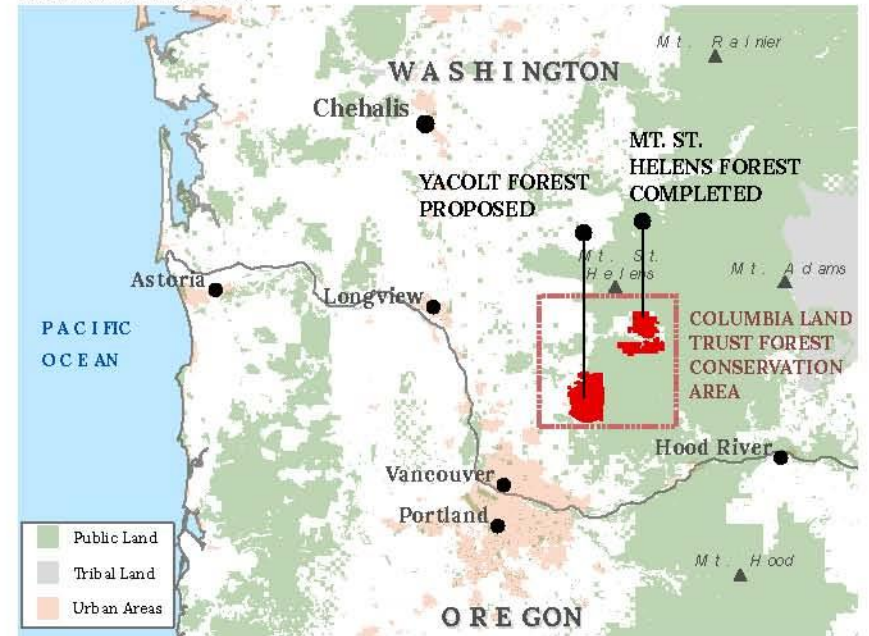 Mt. Rainier
WASHINGTON
Chehalis
MT. ST.
HELENS FOREST
COMPLETED
YACOLT FOREST
PROPOSED
Mt. St.
Helens
Mt. Adams
Astoria
Longview
PACIFIC
OCEAN
COLUMBIA LAND
TRUST FOREST
CONSERVATION
AREA
Hood River
Vancouver
Portland
Public Land
Tribal Land
Urban Areas
Mt. Hood
OREGON